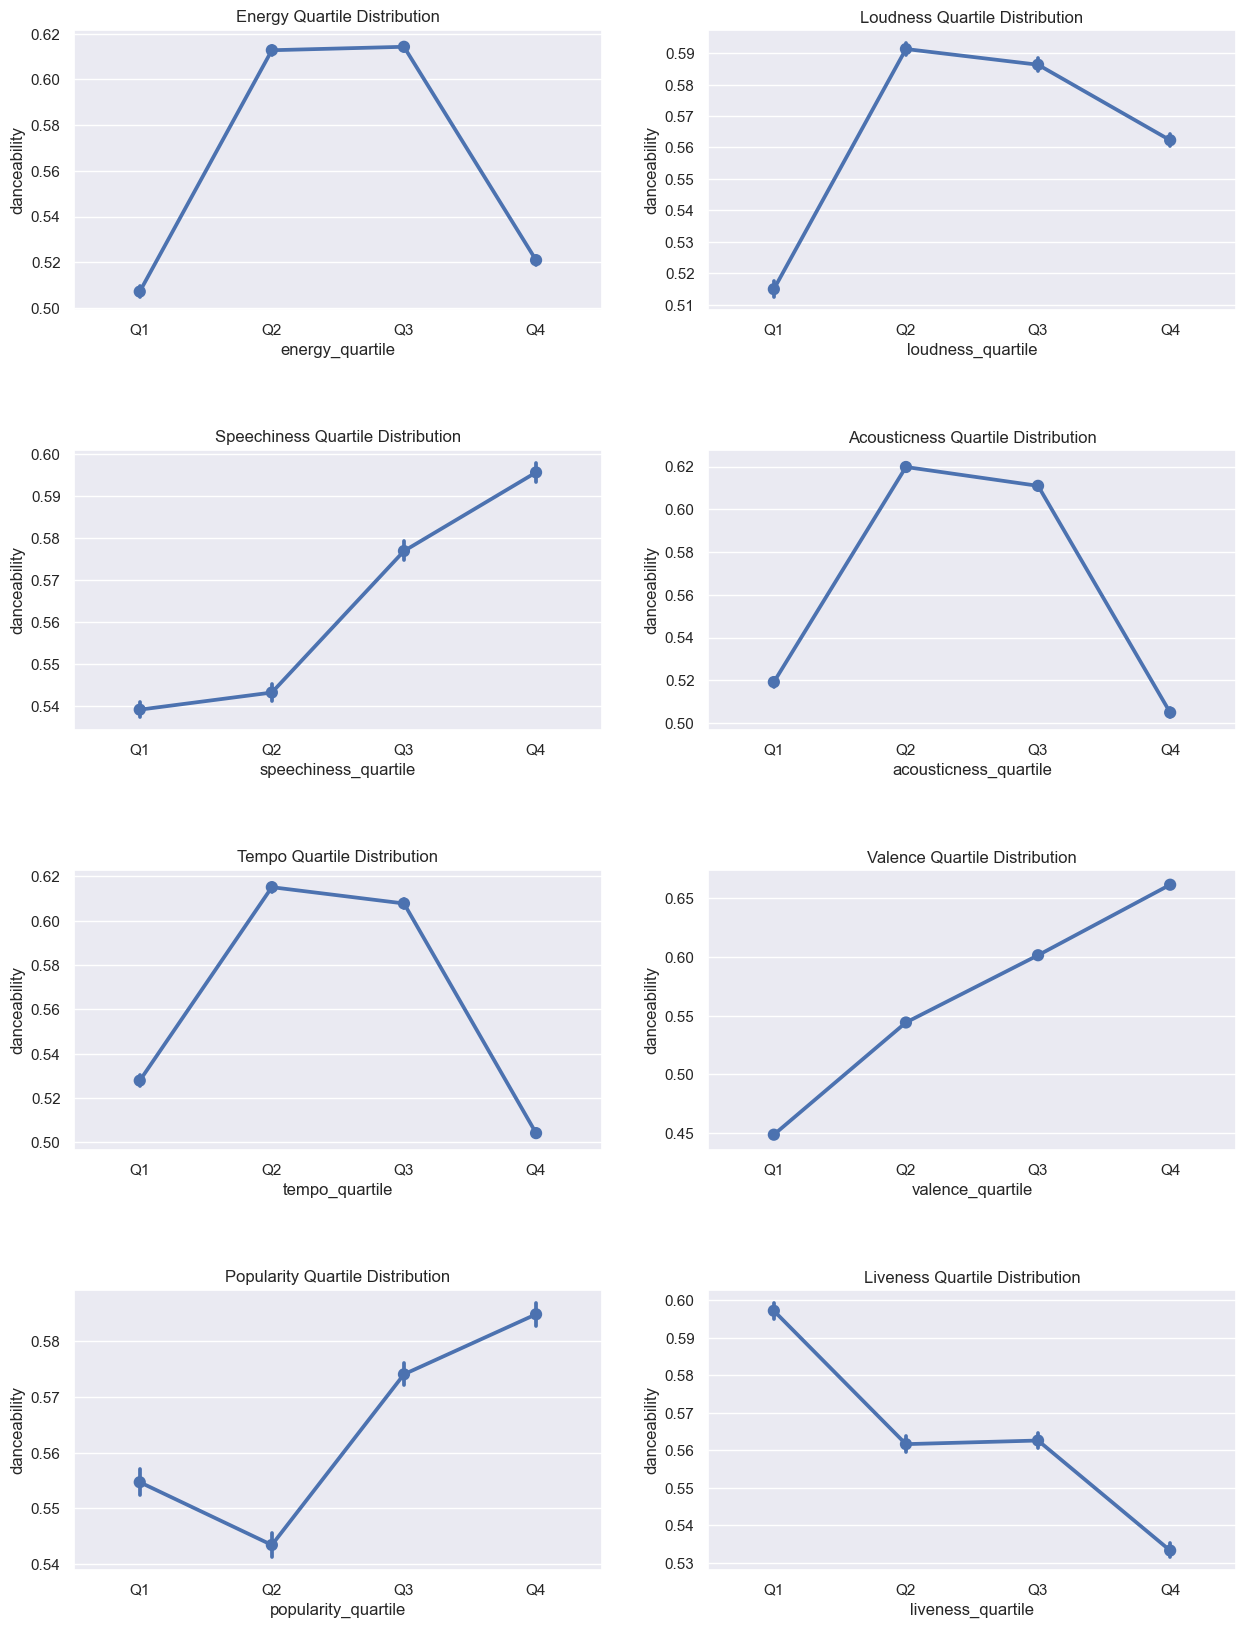 Energy Quartile Distribution
0.62
0.60
0.58
0.56
0.54
0.52
0.50
danceability
Q1 Q2 Q3 Q4
energy_quartile
Loudness Quartile Distribution
0.59
0.58
0.57
0.56
0.55
0.54
0.53
0.52
0.51
danceability
Q1 Q2 Q3 Q4
loudness_quartile
Speechiness Quartile Distribution
0.60
0.59
0.58
0.57
0.56
0.55
0.54
danceability
Q1 Q2 Q3 Q4
speechiness_quartile
Acousticness Quartile Distribution
0.62
0.60
0.58
0.56
0.54
0.52
0.50
danceability
Q1 Q2 Q3 Q4
acousticness_quartile
Tempo Quartile Distribution
0.62
0.60
0.58
0.56
0.54
0.52
0.50
danceability
Q1 Q2 Q3 Q4
tempo_quartile
Valence Quartile Distribution
0.65
0.60
0.55
0.50
0.45
danceability
Q1 Q2 Q3 Q4
valence_quartile
Popularity Quartile Distribution
0.58
0.57
0.56
0.55
0.54
danceability
Q1 Q2 Q3 Q4
popularity_quartile
Liveness Quartile Distribution
0.60
0.59
0.58
0.57
0.56
0.55
0.54
0.53
danceability
Q1 Q2 Q3 Q4
liveness_quartile